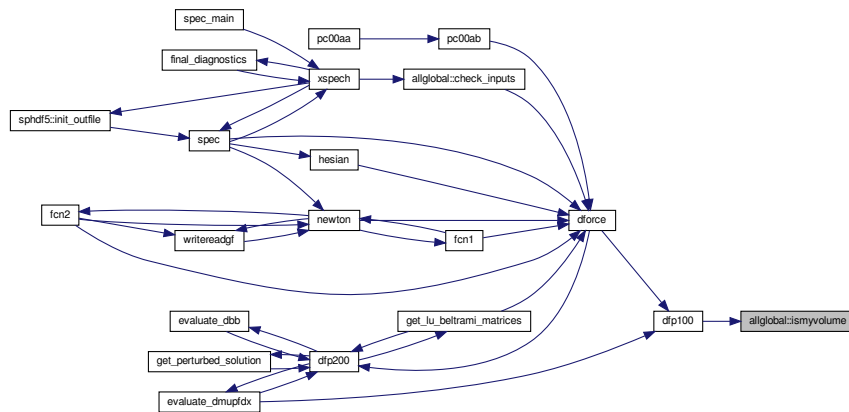 spec_main
pc00aa
pc00ab
final_diagnostics
xspech
allglobal::check_inputs
sphdf5::init_outfile
spec
hesian
fcn2
newton
dforce
writereadgf
fcn1
evaluate_dbb
get_lu_beltrami_matrices
dfp100
allglobal::ismyvolume
get_perturbed_solution
dfp200
evaluate_dmupfdx